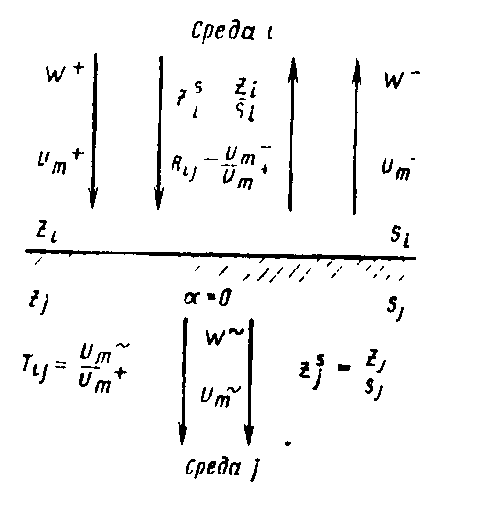 Среда i
W⁺ W⁻
z_i^s z_i/s_i
U_m⁺ R_ij – U_m⁻/U_m⁺ U_m⁻
z_i s_i
z_j α=0 s_j
W~
T_ij = U_m~/U_m⁺ z_j^s = z_j/s_j
U_m~
среда j